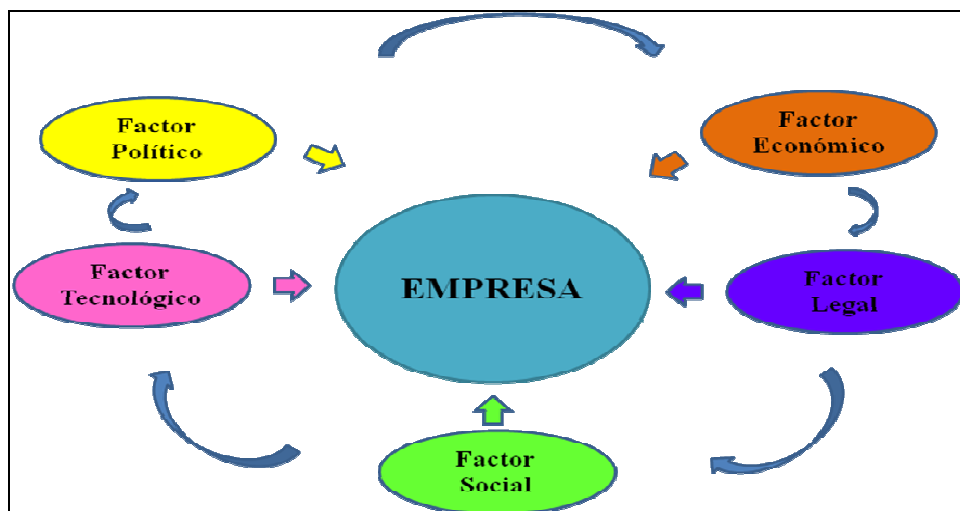 Factor
Político
Factor
Económico
Factor
Tecnológico
EMPRESA
Factor
Legal
Factor
Social